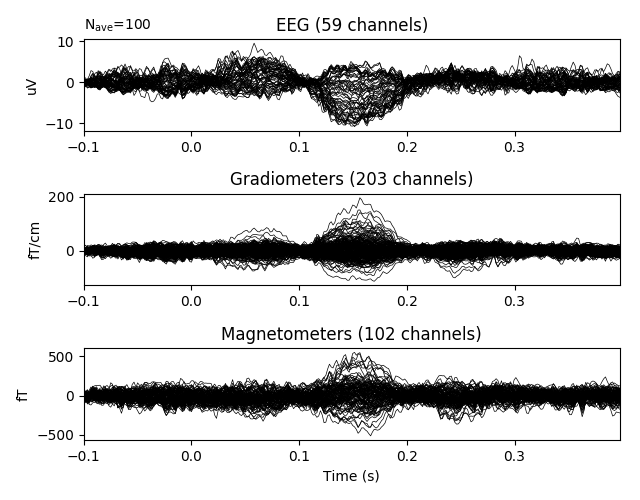 N_ave=100
EEG (59 channels)
10
0
−10
uV
−0.1 0.0 0.1 0.2 0.3
Gradiometers (203 channels)
200
0
fT/cm
−0.1 0.0 0.1 0.2 0.3
Magnetometers (102 channels)
500
0
−500
fT
−0.1 0.0 0.1 0.2 0.3
Time (s)